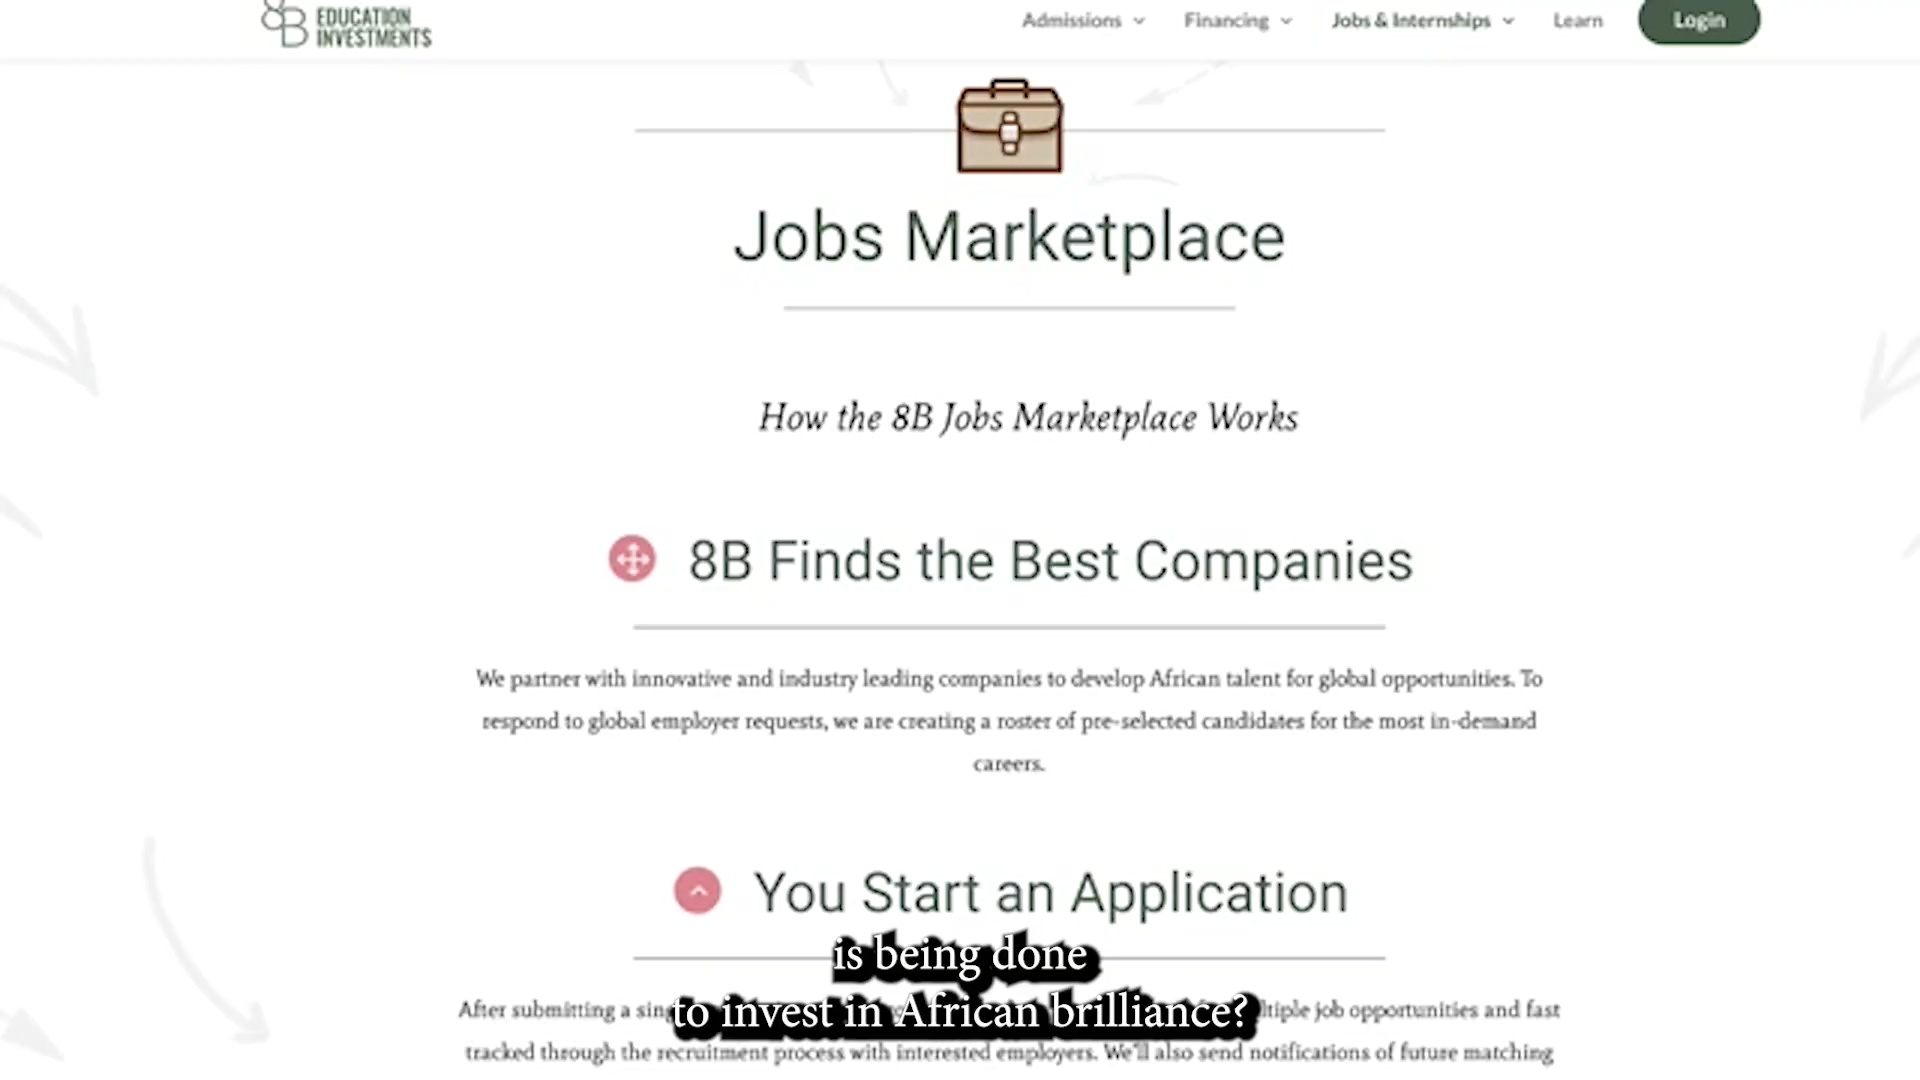 8B EDUCATION
INVESTMENTS
Admissions Financing Jobs & Internships Learn Login
Jobs Marketplace
How the 8B Jobs Marketplace Works
8B Finds the Best Companies
We partner with innovative and industry leading companies to develop African talent for global opportunities. To
respond to global employer requests, we are creating a roster of pre-selected candidates for the most in-demand
careers.
You Start an Application
is being done
After submitting a
to invest in African brilliance?
job opportunities and fast
tracked through the recruitment process with interested employers. We'll also send notifications of future matching